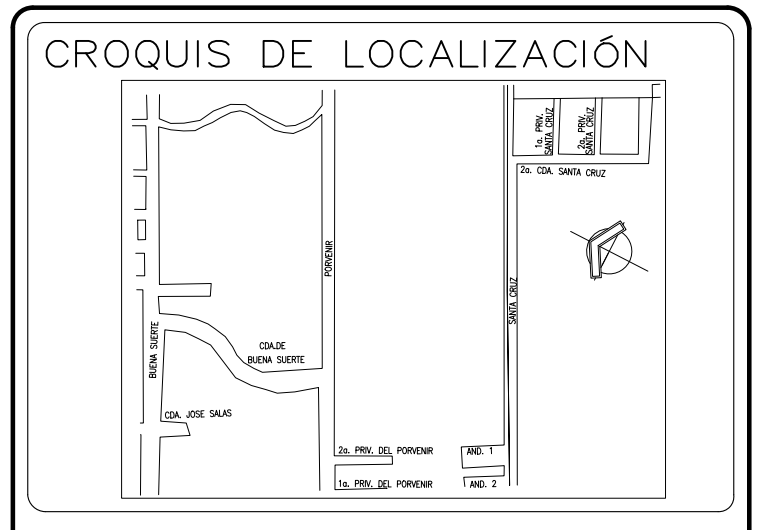 CROQUIS DE LOCALIZACIÓN
1a. PRIV.
SANTA CRUZ
2a. PRIV.
SANTA CRUZ
2a. CDA. SANTA CRUZ
PORVENIR
SANTA CRUZ
BUENA SUERTE
CDA.DE
BUENA SUERTE
CDA. JOSE SALAS
2a. PRIV. DEL PORVENIR
AND. 1
1a. PRIV. DEL PORVENIR
AND. 2